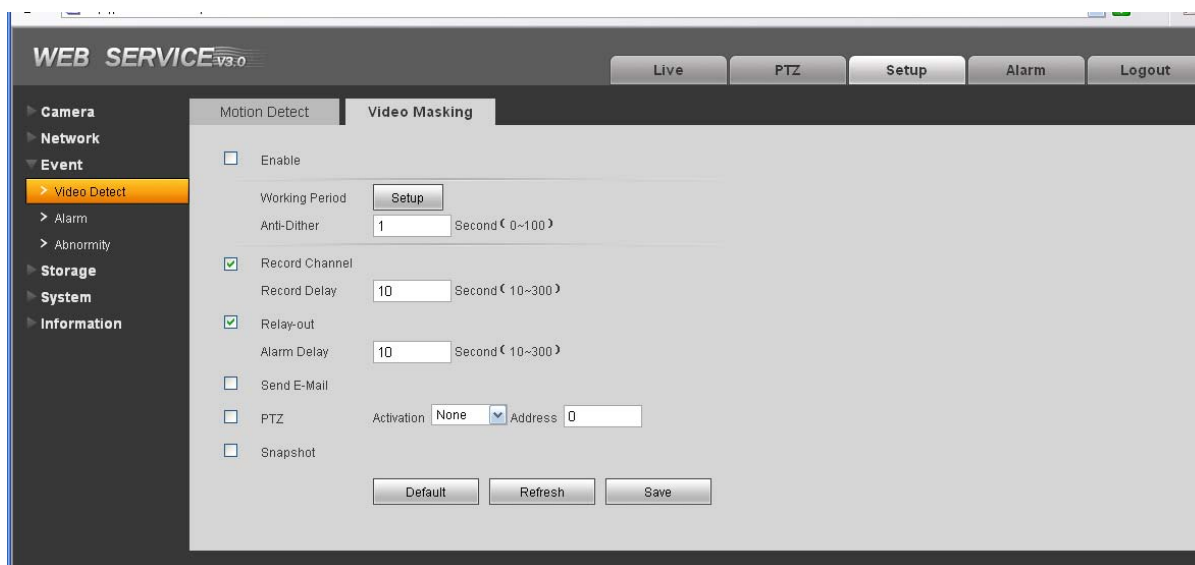 WEB SERVICE V3.0
Live PTZ Setup Alarm Logout
Camera
Network
Event
> Video Detect
> Alarm
> Abnormity
Storage
System
Information
Motion Detect Video Masking
Enable
Working Period Setup
Anti-Dither 1 Second (0~100)
Record Channel
Record Delay 10 Second (10~300)
Relay-out
Alarm Delay 10 Second (10~300)
Send E-Mail
PTZ Activation None Address 0
Snapshot
Default Refresh Save